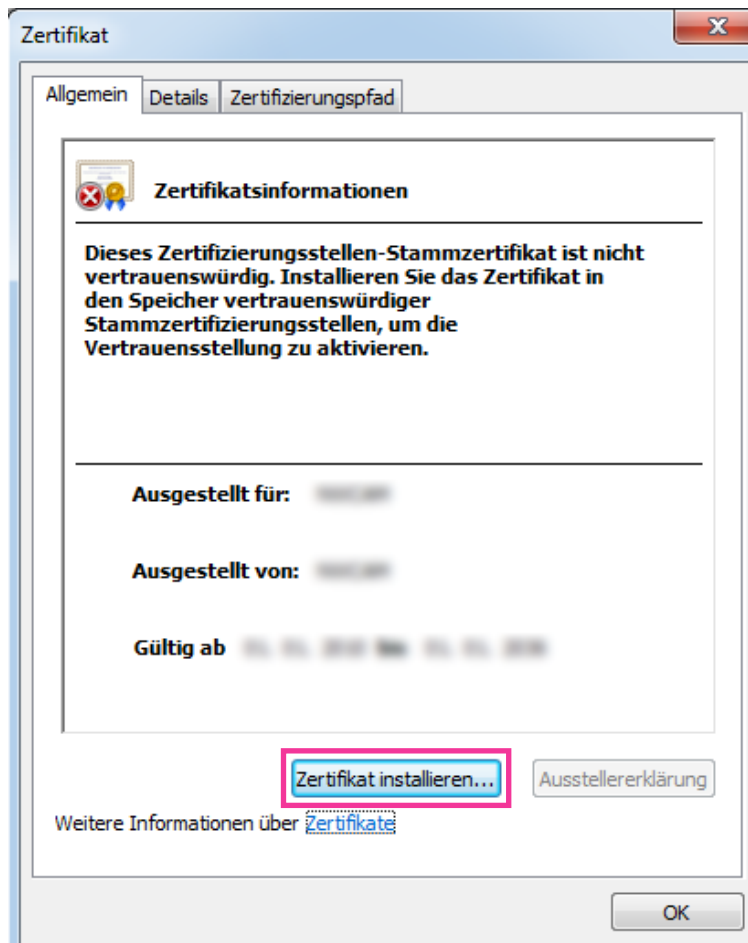 Zertifikat
Allgemein Details Zertifizierungspfad
Zertifikatsinformationen
Dieses Zertifizierungsstellen-Stammzertifikat ist nicht
vertrauenswürdig. Installieren Sie das Zertifikat in
den Speicher vertrauenswürdiger
Stammzertifizierungsstellen, um die
Vertrauensstellung zu aktivieren.
Ausgestellt für:
Ausgestellt von:
Gültig ab
Zertifikat installieren... Ausstellererklärung
Weitere Informationen über Zertifikate
OK